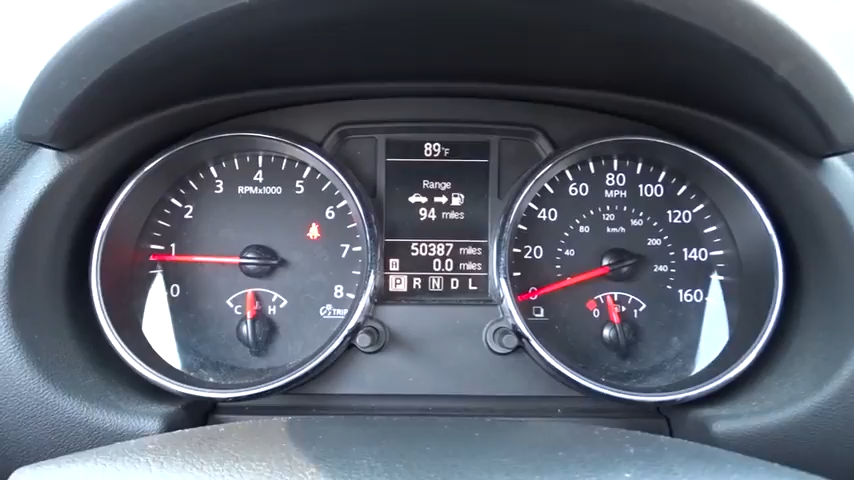 89°F
Range
94 miles
50387 miles
A 0.0 miles
P R N D L
0 1 2 3 4 5 6 7 8
RPMX1000
C H
TRIP
0 20 40 60 80 100 120 140 160
MPH
40 80 120 160 200 240
km/h
0 1